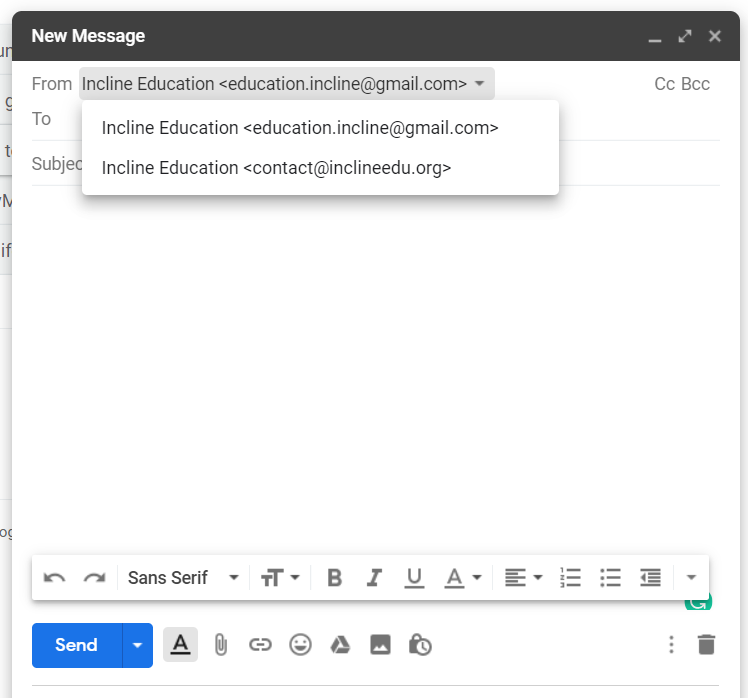 New Message
From Incline Education <education.incline@gmail.com> Cc Bcc
To
Incline Education <education.incline@gmail.com>
Subjec
Incline Education <contact@inclineedu.org>
Sans Serif
B I U A
Send A